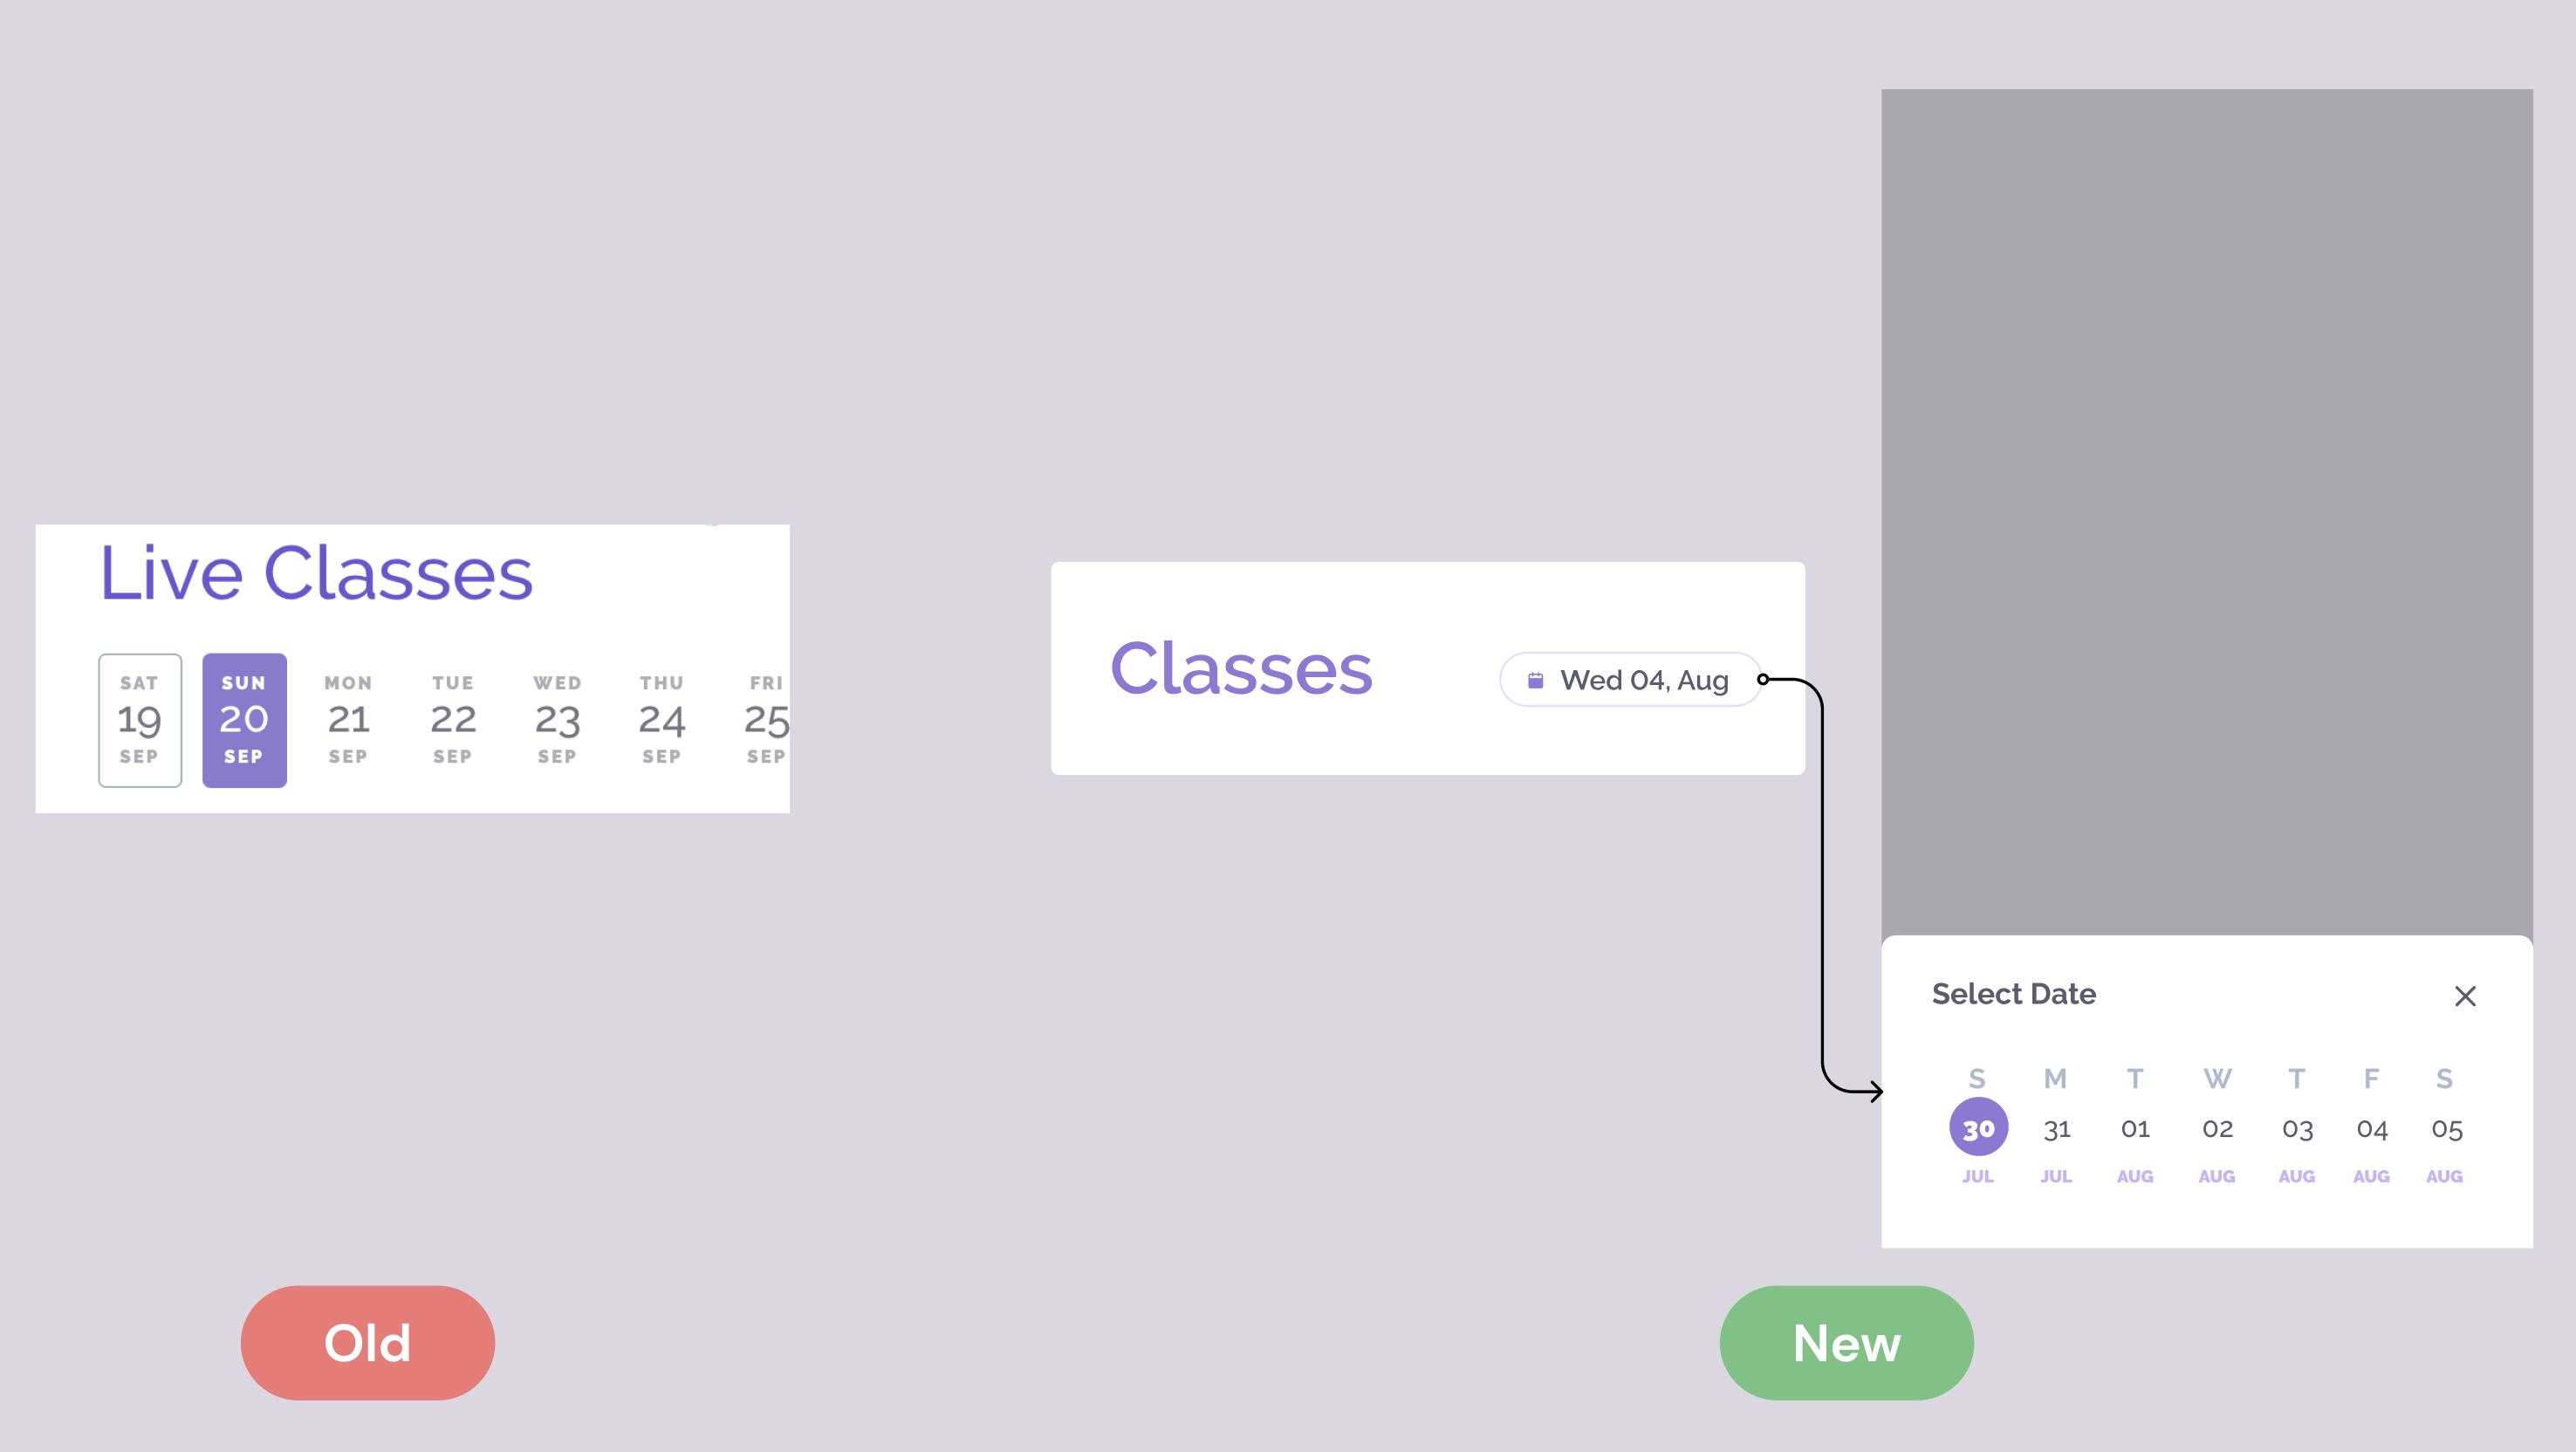 Live Classes
SAT SUN MON TUE WED THU FRI
19 20 21 22 23 24 25
SEP SEP SEP SEP SEP SEP SEP
Old
Classes
Wed 04, Aug
Select Date
S M T W T F S
30 31 01 02 03 04 05
JUL JUL AUG AUG AUG AUG AUG
New